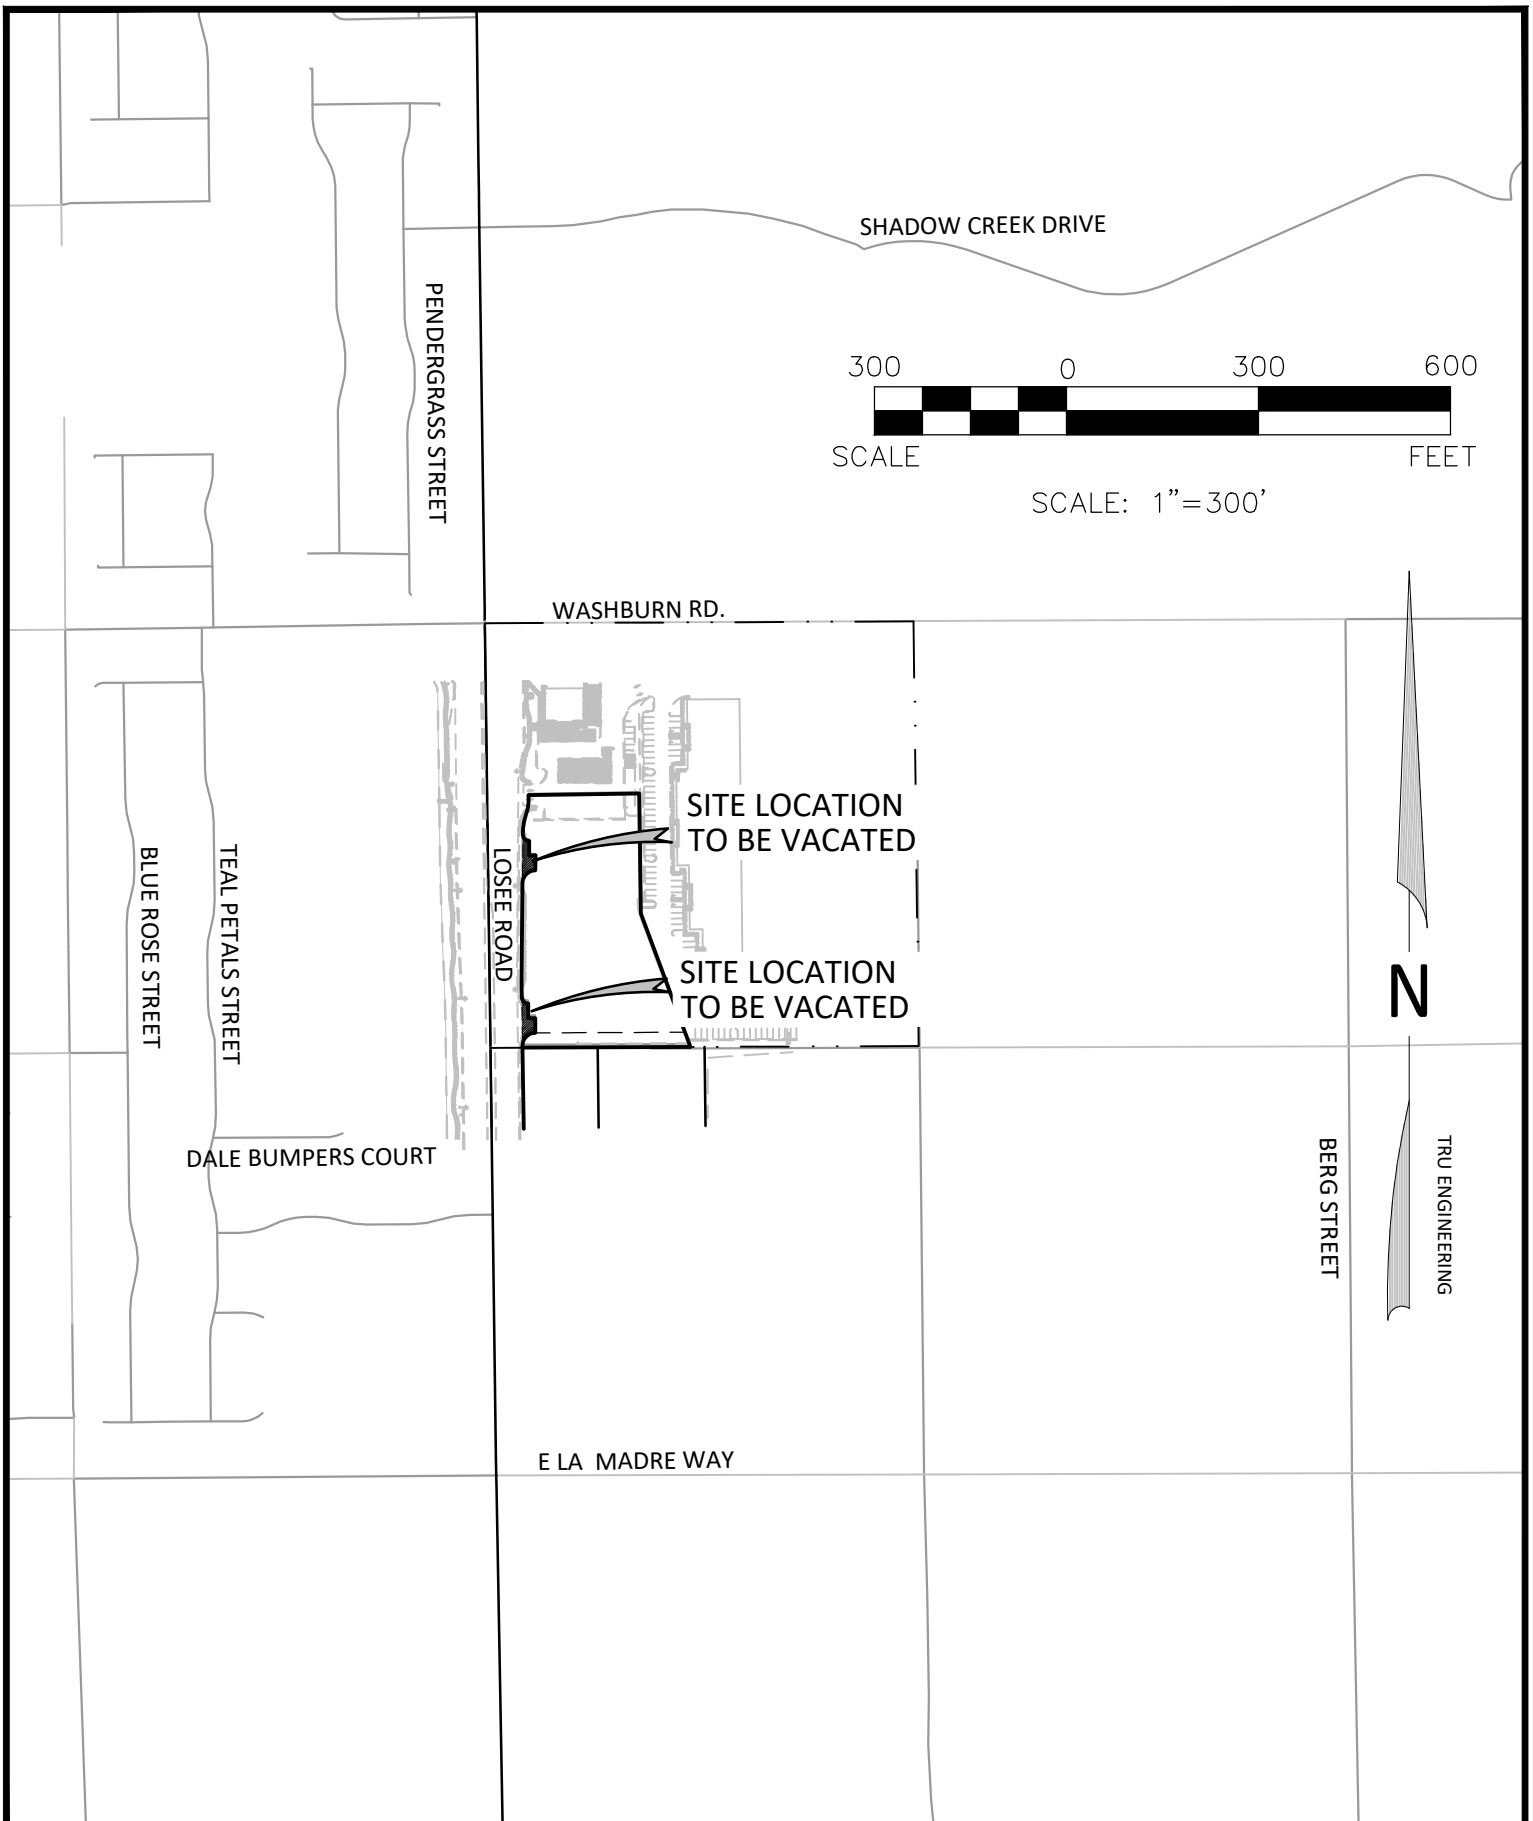 SHADOW CREEK DRIVE
PENDERGRASS STREET
300 0 300 600
SCALE FEET
SCALE: 1"=300'
WASHBURN RD.
SITE LOCATION
TO BE VACATED
BLUE ROSE STREET
TEAL PETALS STREET
LOSEE ROAD
SITE LOCATION
TO BE VACATED
N
DALE BUMPERS COURT
BERG STREET
TRU ENGINEERING
E LA  MADRE WAY